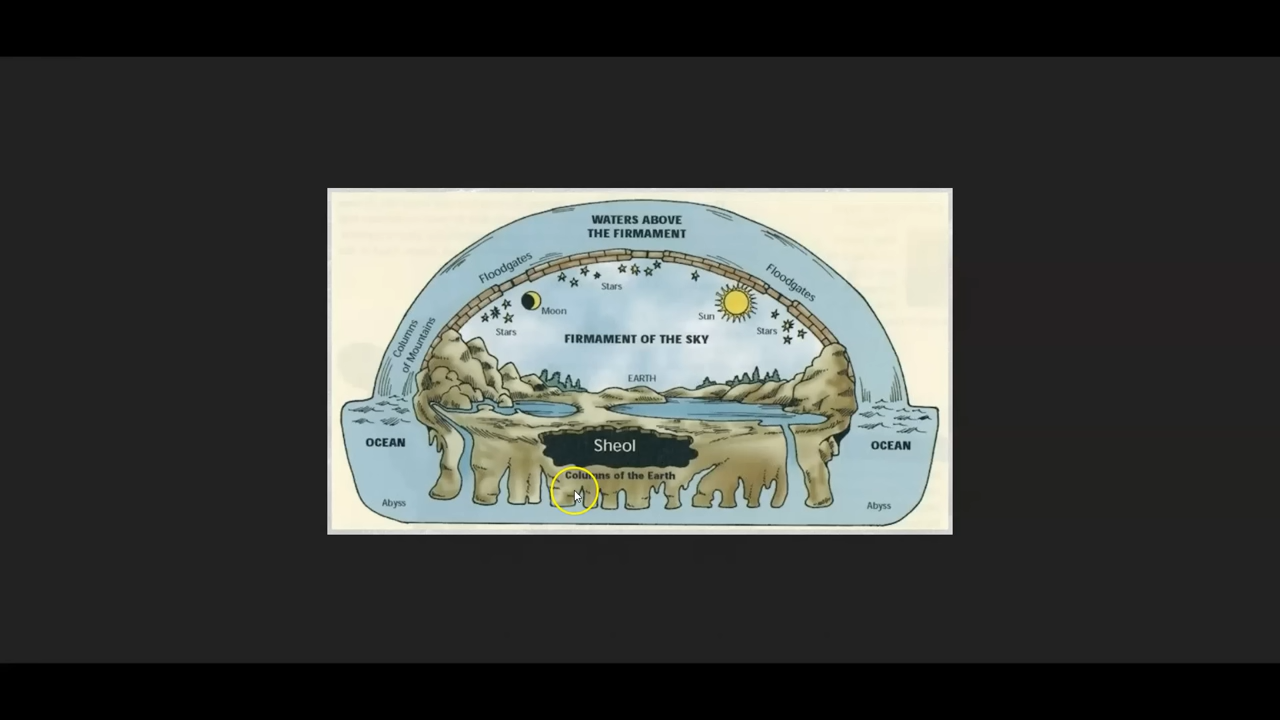 WATERS ABOVE
THE FIRMAMENT
Floodgates
Floodgates
Stars
Moon
Sun
Stars
Stars
Columns
of Mountains
FIRMAMENT OF THE SKY
EARTH
OCEAN
Sheol
OCEAN
Columns of the Earth
Abyss
Abyss